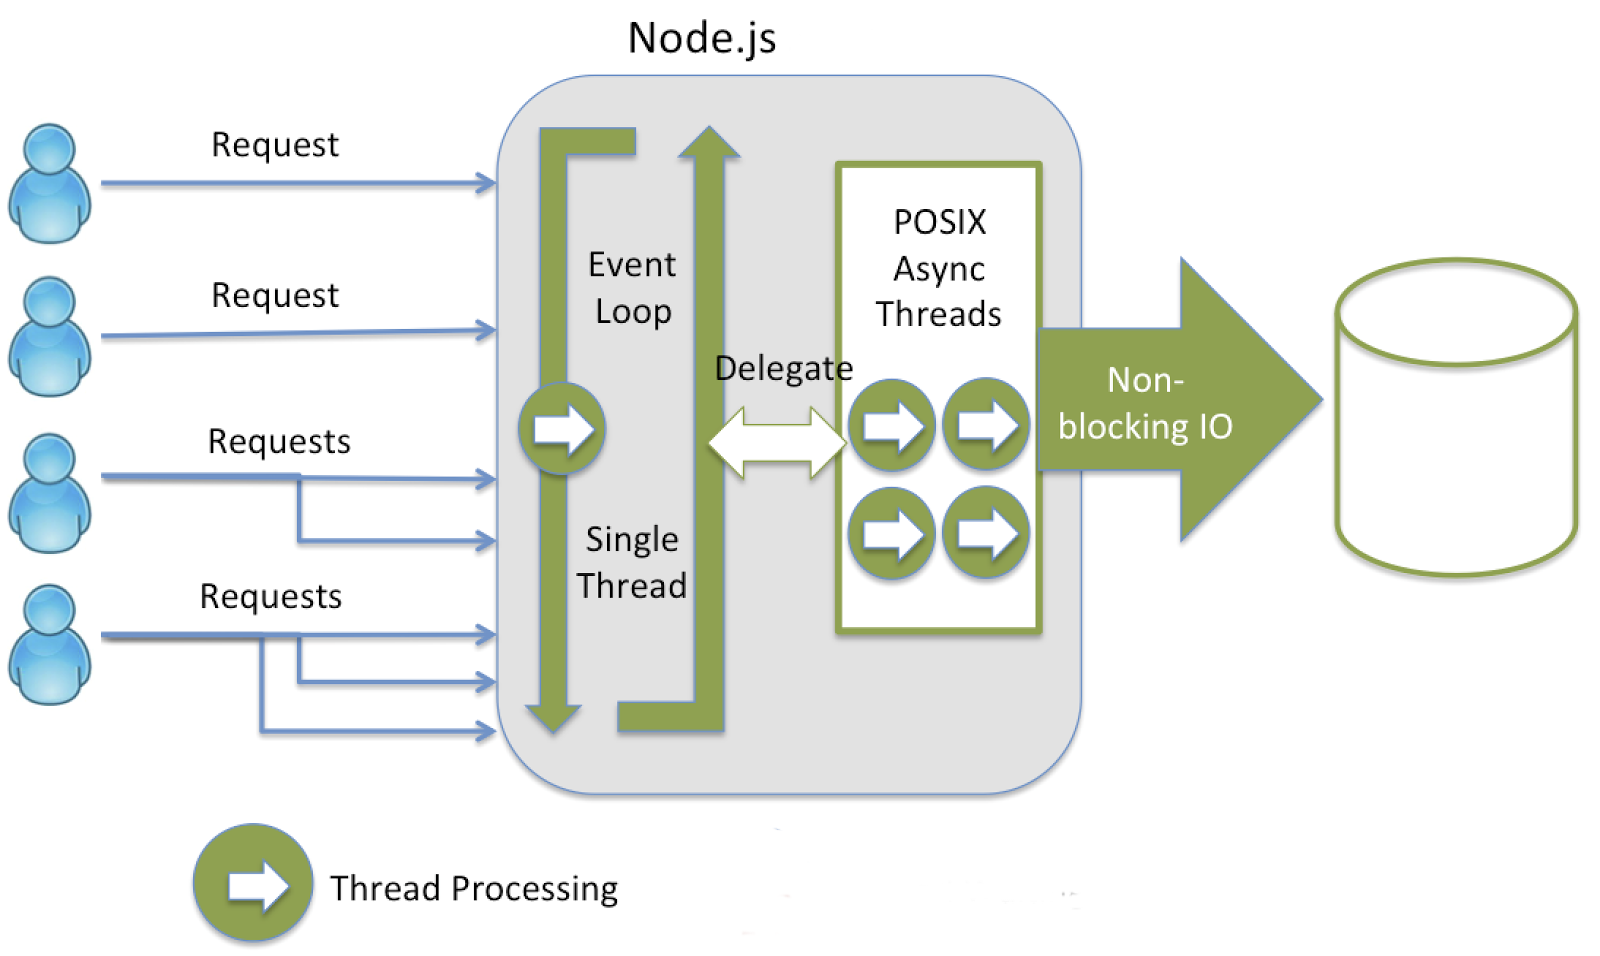 Node.js
Request
Request
Requests
Requests
Event
Loop
Single
Thread
Delegate
POSIX
Async
Threads
Non-
blocking IO
Thread Processing